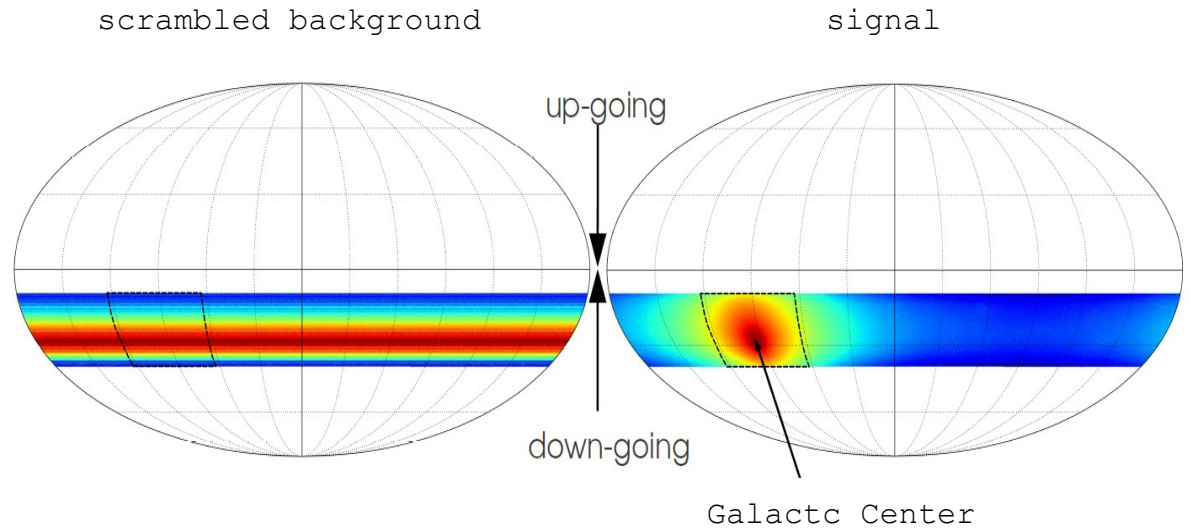 scrambled background
signal
up-going
down-going
Galactc Center